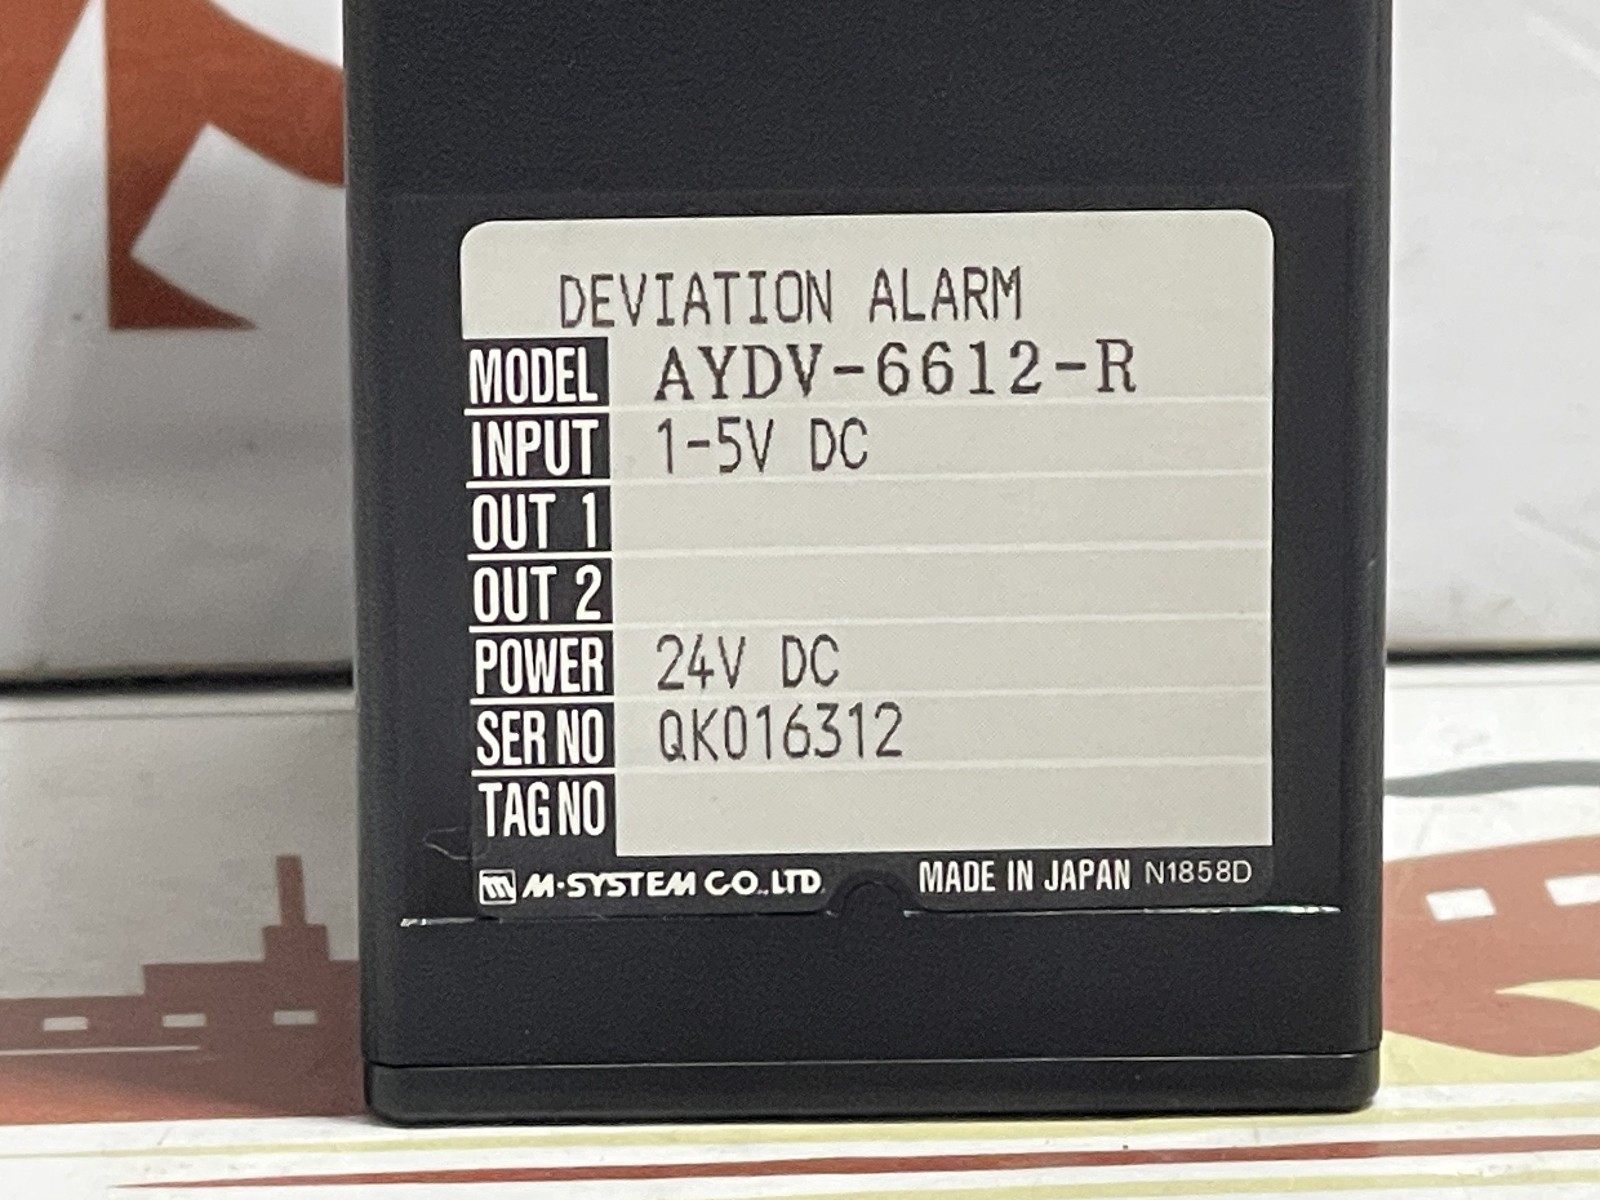 DEVIATION ALARM
MODEL AYDV-6612-R
INPUT 1-5V DC
OUT 1
OUT 2
POWER 24V DC
SER NO QK016312
TAG NO
M-SYSTEM CO.,LTD. MADE IN JAPAN N1858D